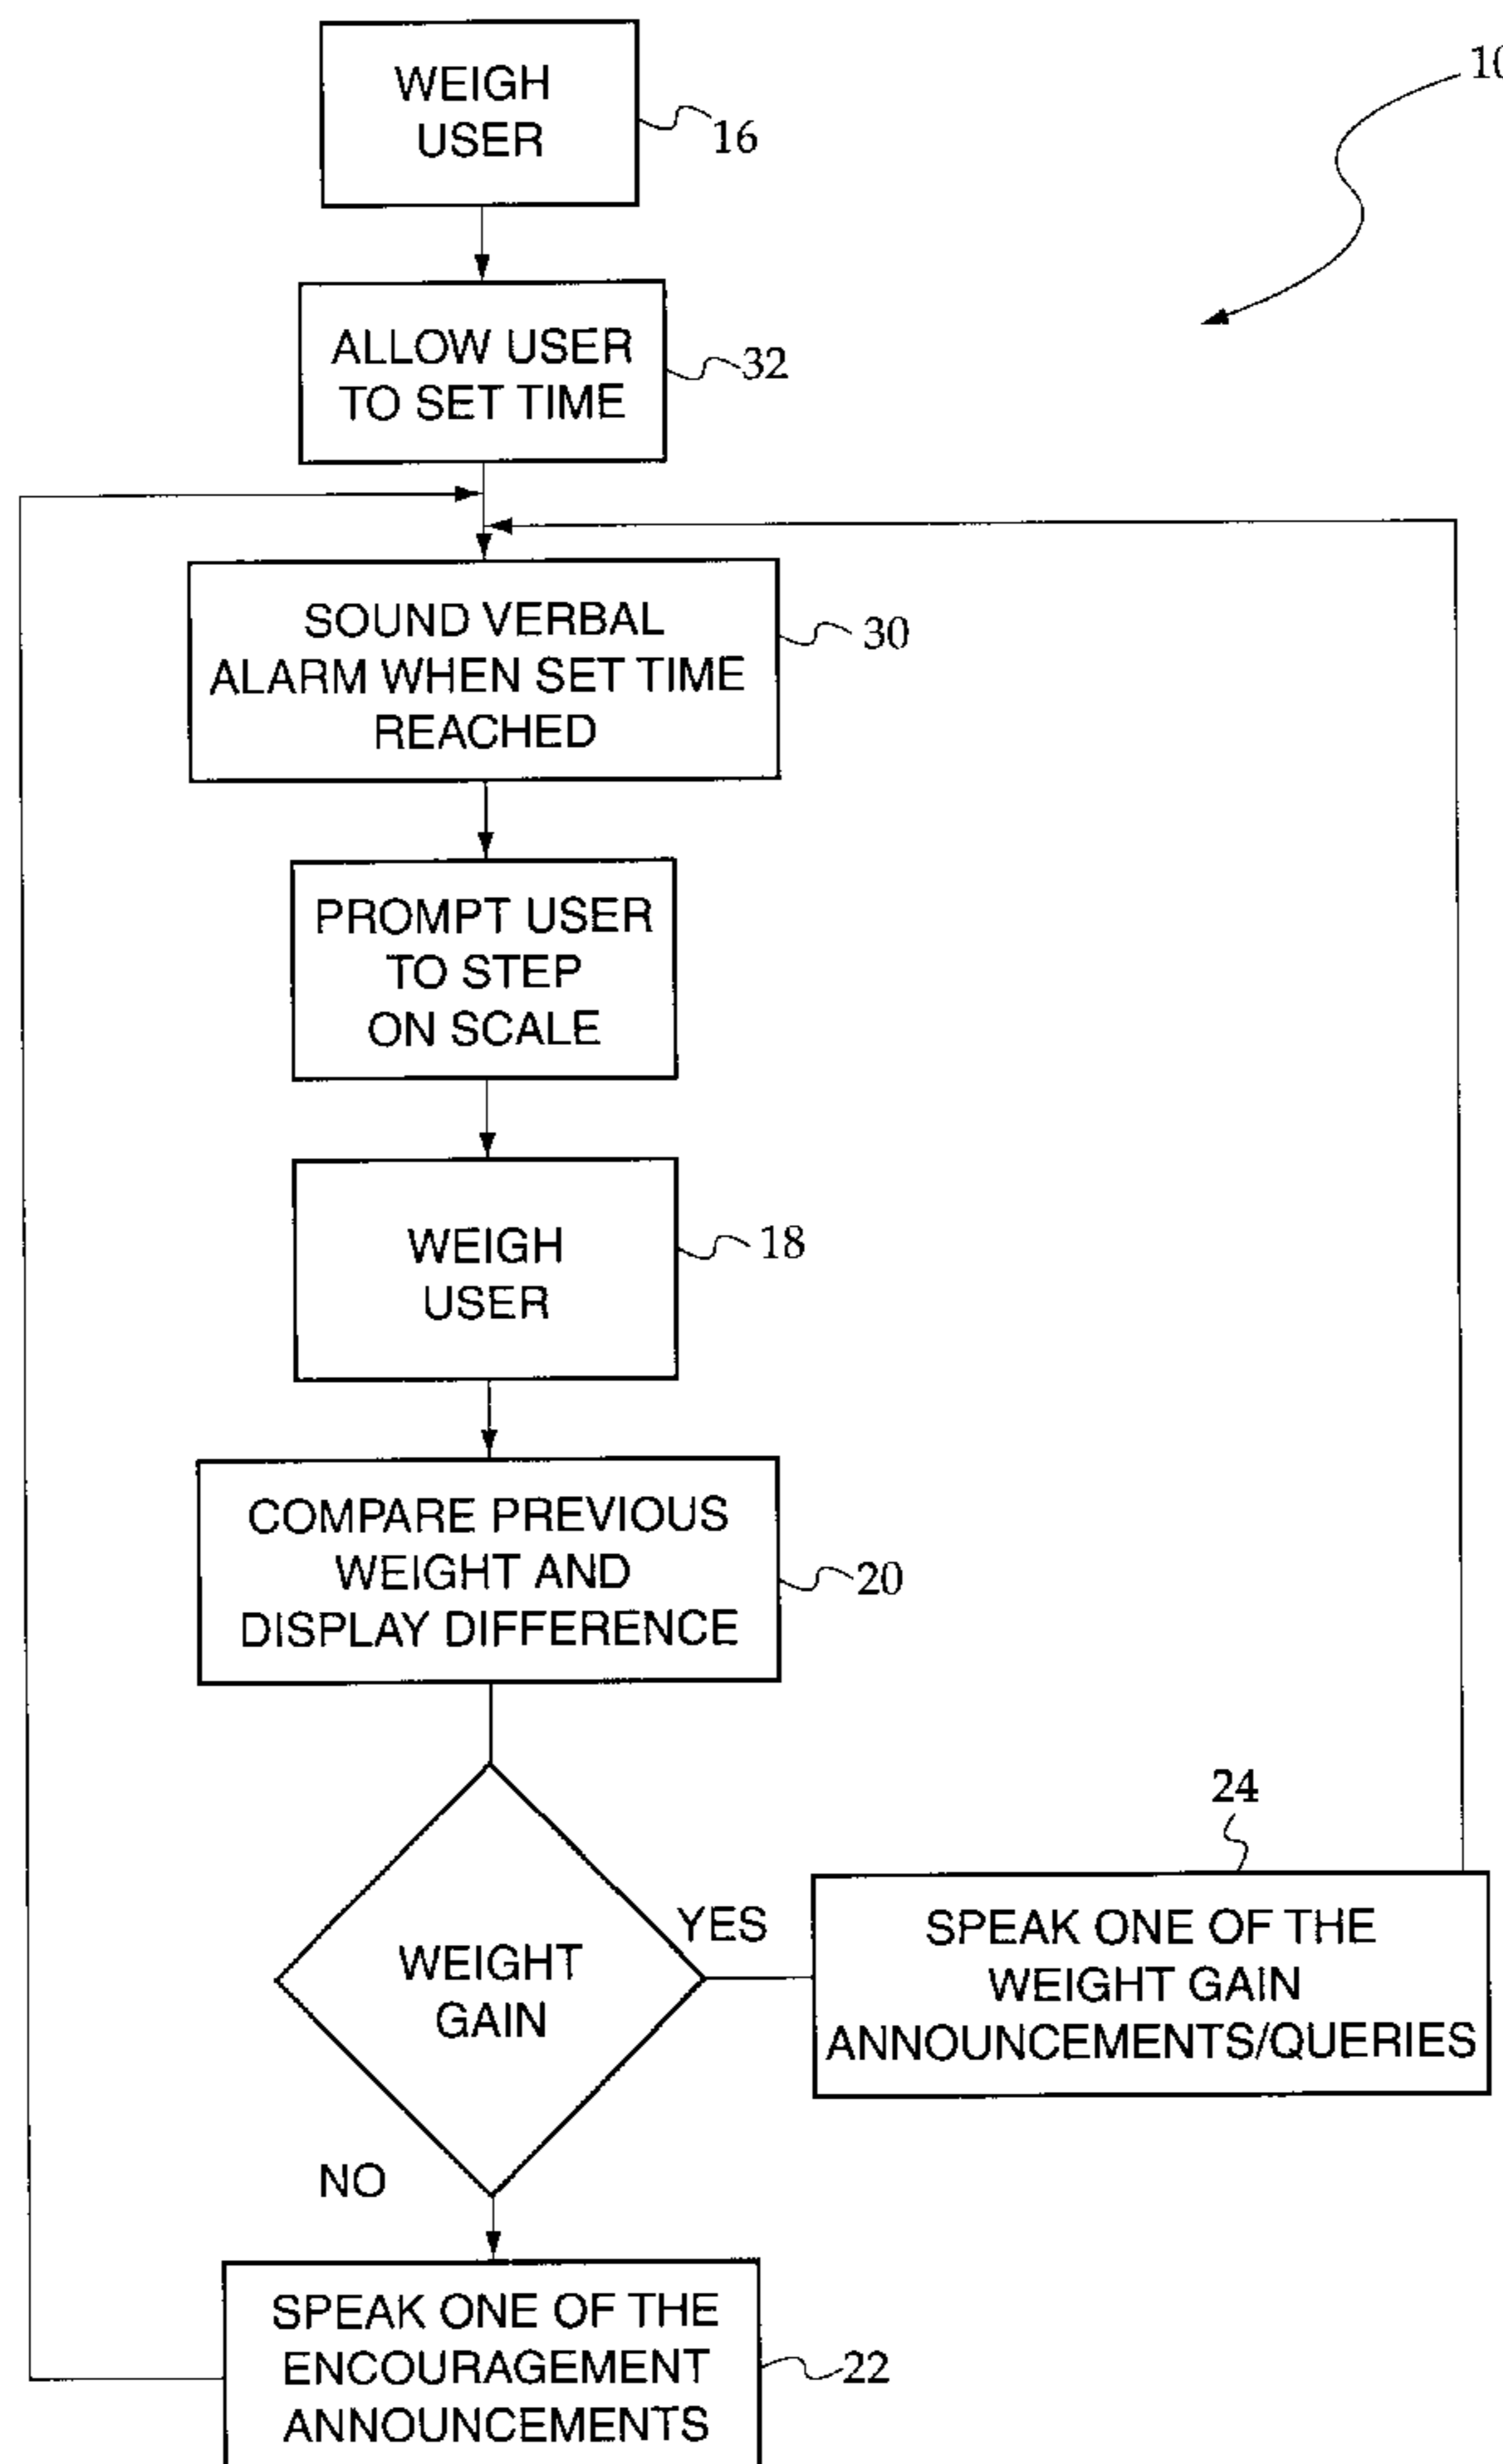 WEIGH
USER
16
10
ALLOW USER
TO SET TIME
32
SOUND VERBAL
ALARM WHEN SET TIME
REACHED
30
PROMPT USER
TO STEP
ON SCALE
WEIGH
USER
18
COMPARE PREVIOUS
WEIGHT AND
DISPLAY DIFFERENCE
20
WEIGHT
GAIN
YES
24
SPEAK ONE OF THE
WEIGHT GAIN
ANNOUNCEMENTS/QUERIES
NO
SPEAK ONE OF THE
ENCOURAGEMENT
ANNOUNCEMENTS
22